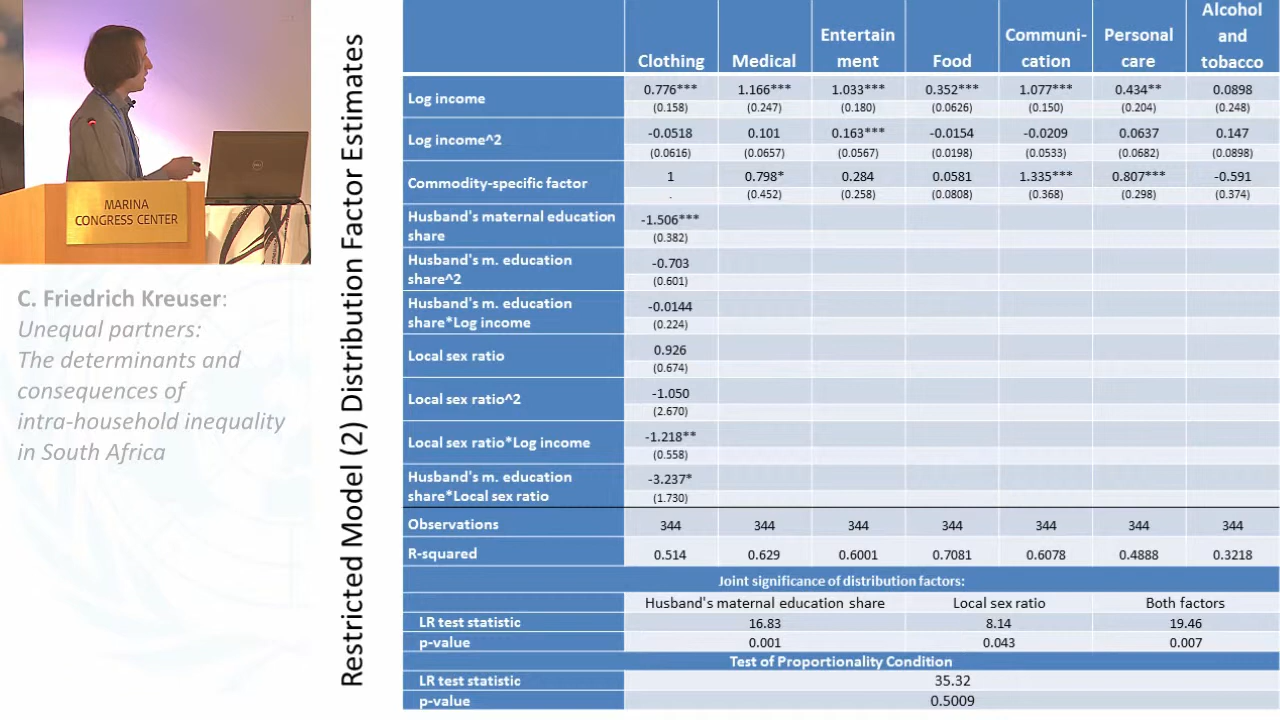 MARINA
CONGRESS CENTER
C. Friedrich Kreuser:
Unequal partners:
The determinants and
consequences of
intra-household inequality
in South Africa
Restricted Model (2) Distribution Factor Estimates
Clothing Medical Entertain ment Food Communi- cation Personal care Alcohol and tobacco
Log income 0.776*** 1.166*** 1.033*** 0.352*** 1.077*** 0.434** 0.0898
(0.158) (0.247) (0.180) (0.0626) (0.150) (0.204) (0.248)
Log income^2 -0.0518 0.101 0.163*** -0.0154 -0.0209 0.0637 0.147
(0.0616) (0.0657) (0.0567) (0.0198) (0.0533) (0.0682) (0.0898)
Commodity-specific factor 1 0.798* 0.284 0.0581 1.335*** 0.807*** -0.591
. (0.452) (0.258) (0.0808) (0.368) (0.298) (0.374)
Husband's maternal education share -1.506***
(0.382)
Husband's m. education share^2 -0.703
(0.601)
Husband's m. education share*Log income -0.0144
(0.224)
Local sex ratio 0.926
(0.674)
Local sex ratio^2 -1.050
(2.670)
Local sex ratio*Log income -1.218**
(0.558)
Husband's m. education share*Local sex ratio -3.237*
(1.730)
Observations 344 344 344 344 344 344 344
R-squared 0.514 0.629 0.6001 0.7081 0.6078 0.4888 0.3218
Joint significance of distribution factors:
Husband's maternal education share Local sex ratio Both factors
LR test statistic 16.83 8.14 19.46
p-value 0.001 0.043 0.007
Test of Proportionality Condition
LR test statistic 35.32
p-value 0.5009